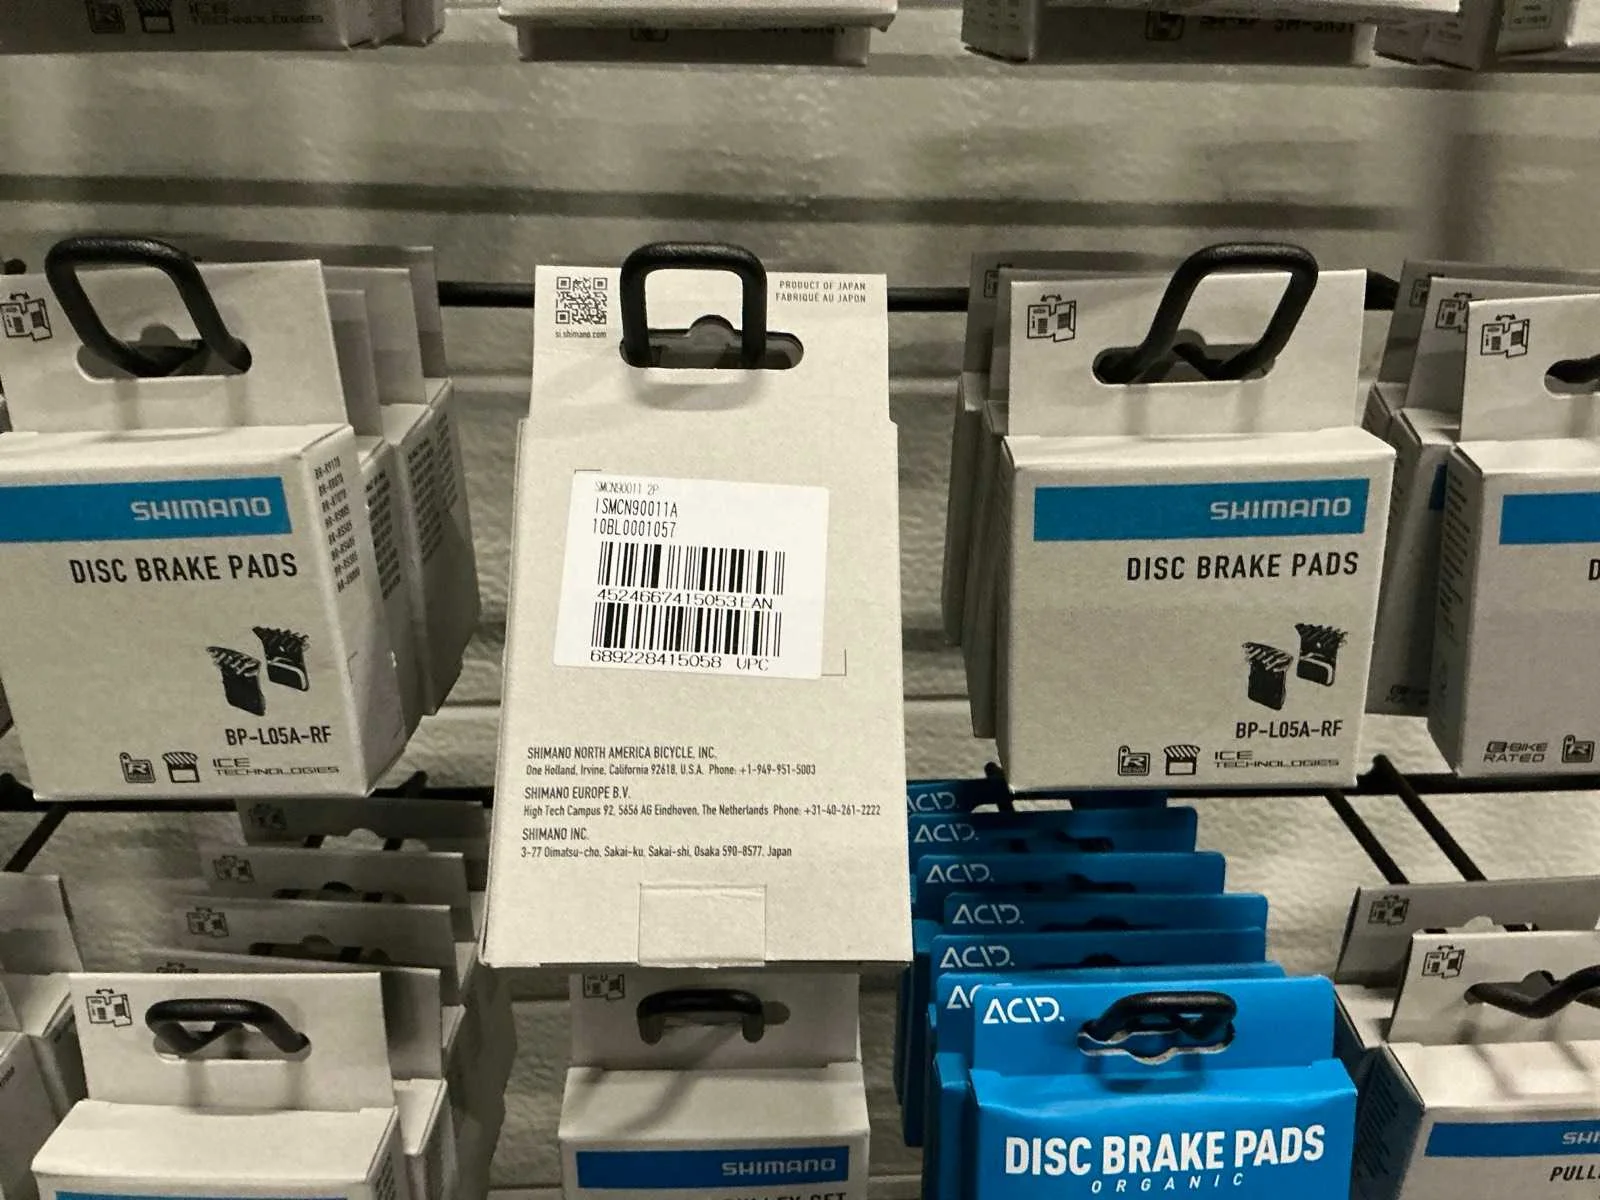 ICE
TECHNOLOGIES
si.shimano.com
PRODUCT OF JAPAN
FABRIQUÉ AU JAPON
SHIMANO
DISC BRAKE PADS
BP-L05A-RF
ICE
TECHNOLOGIES
SMCN90011 2P
ISMCN90011A
10BL0001057
4524667415053 EAN
689228415058 UPC
SHIMANO NORTH AMERICA BICYCLE, INC.
One Holland, Irvine, California 92618, U.S.A. Phone: +1-949-951-5003
SHIMANO EUROPE B.V.
High Tech Campus 92, 5656 AG Eindhoven, The Netherlands Phone: +31-40-261-2222
SHIMANO INC.
3-77 Oimatsu-cho, Sakai-ku, Sakai-shi, Osaka 590-8577, Japan
SHIMANO
DISC BRAKE PADS
BP-L05A-RF
ICE
TECHNOLOGIES
E-BIKE
RATED
ACID.
ACID.
ACID.
ACID.
ACID.
ACID.
DISC BRAKE PADS
ORGANIC
SHIMANO